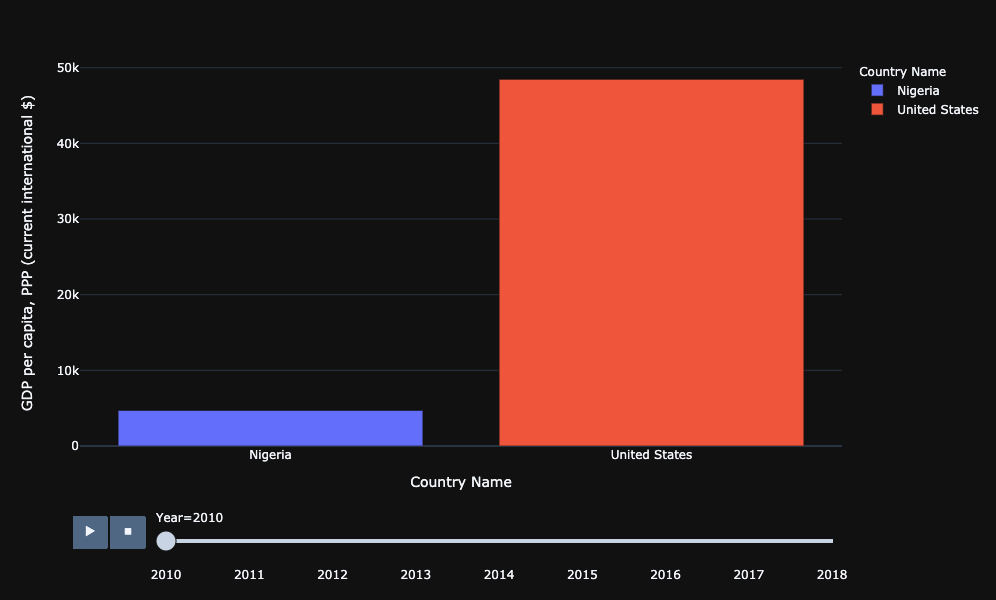 50k
40k
30k
20k
10k
0
GDP per capita, PPP (current international $)
Nigeria
United States
Country Name
Country Name
Nigeria
United States
Year=2010
2010 2011 2012 2013 2014 2015 2016 2017 2018